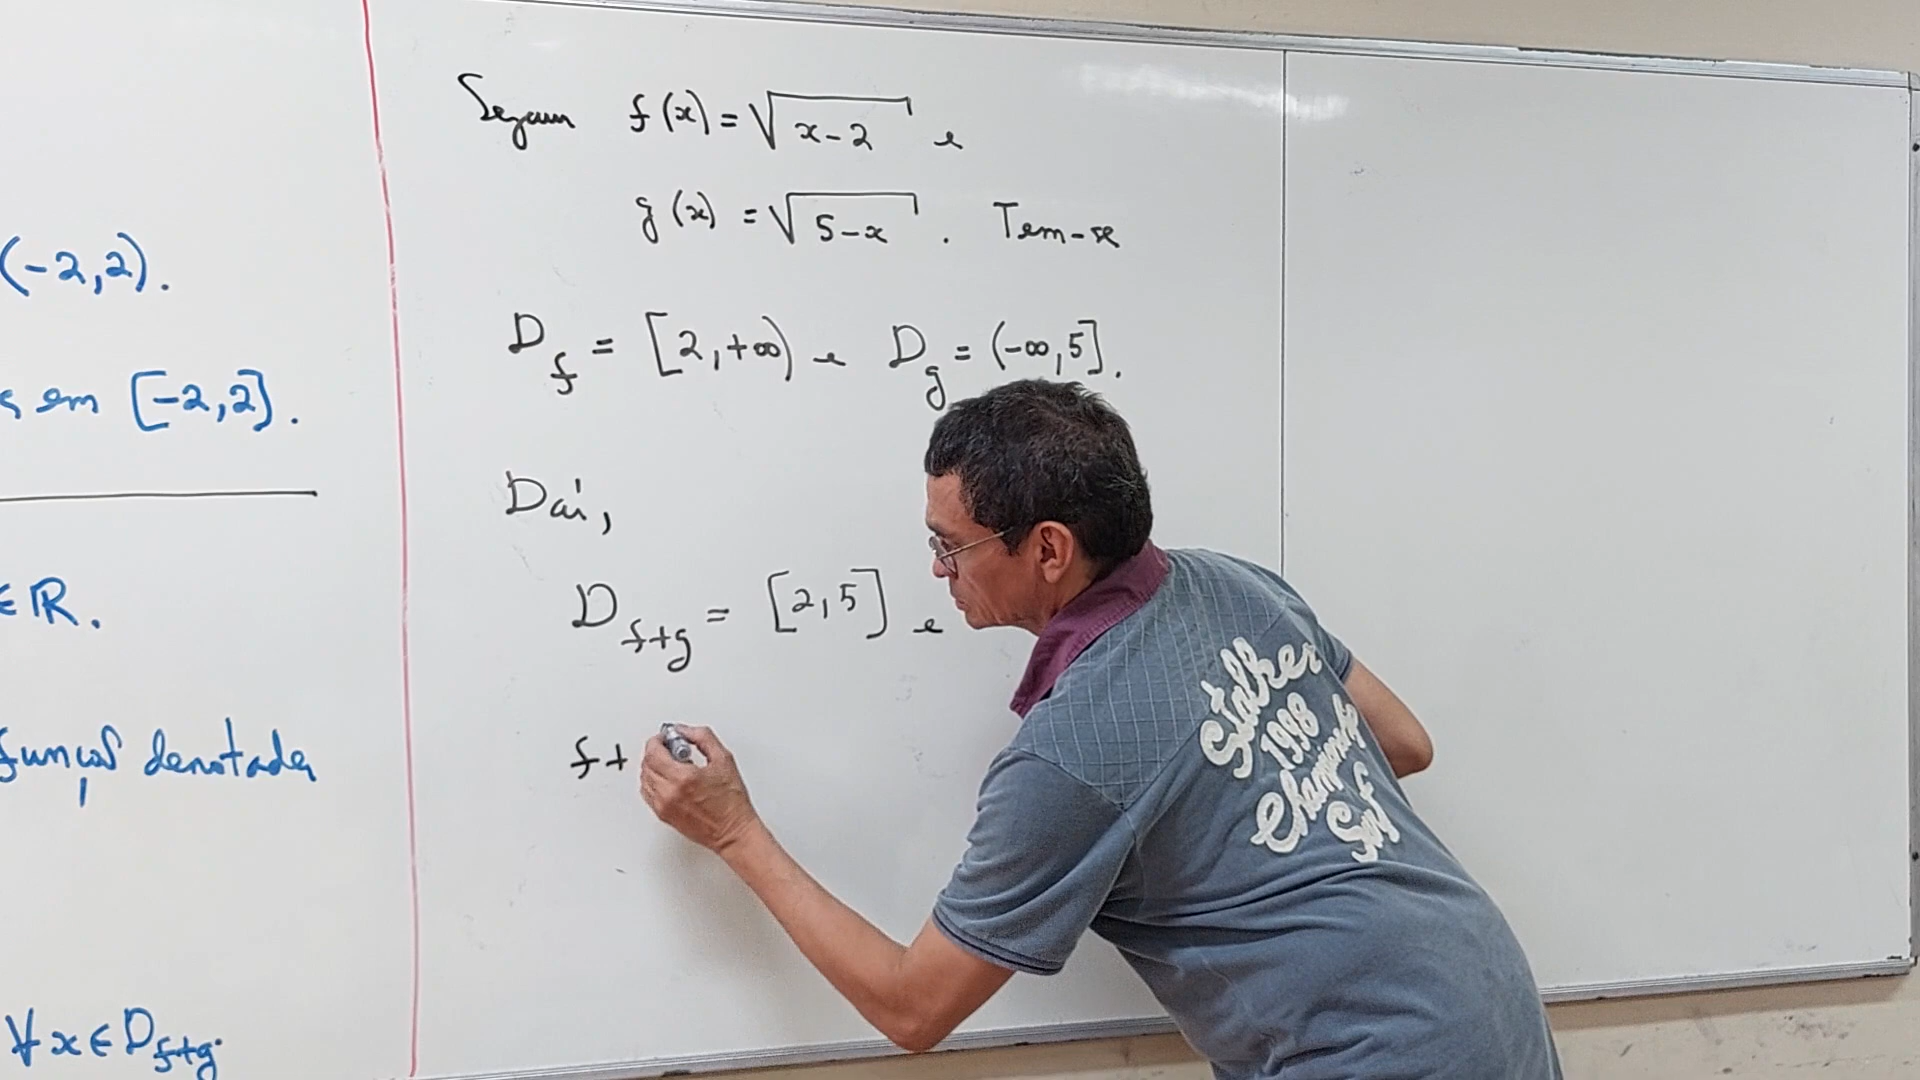 (-2,2).
em [-2,2].
∈ ℝ.
função denotada
∀ x ∈ D_{f+g}.
Sejam f(x) = √(x-2) e
g(x) = √(5-x) . Tem-se
D_f = [2,+∞) e D_g = (-∞,5].
Daí,
D_{f+g} = [2,5] e
f+
Stalker
1998
Championship
Surf